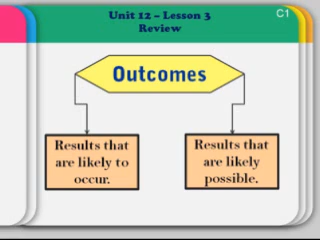 Unit 12 – Lesson 3
Review
C1
Outcomes
Results that
are likely to
occur.
Results that
are likely
possible.